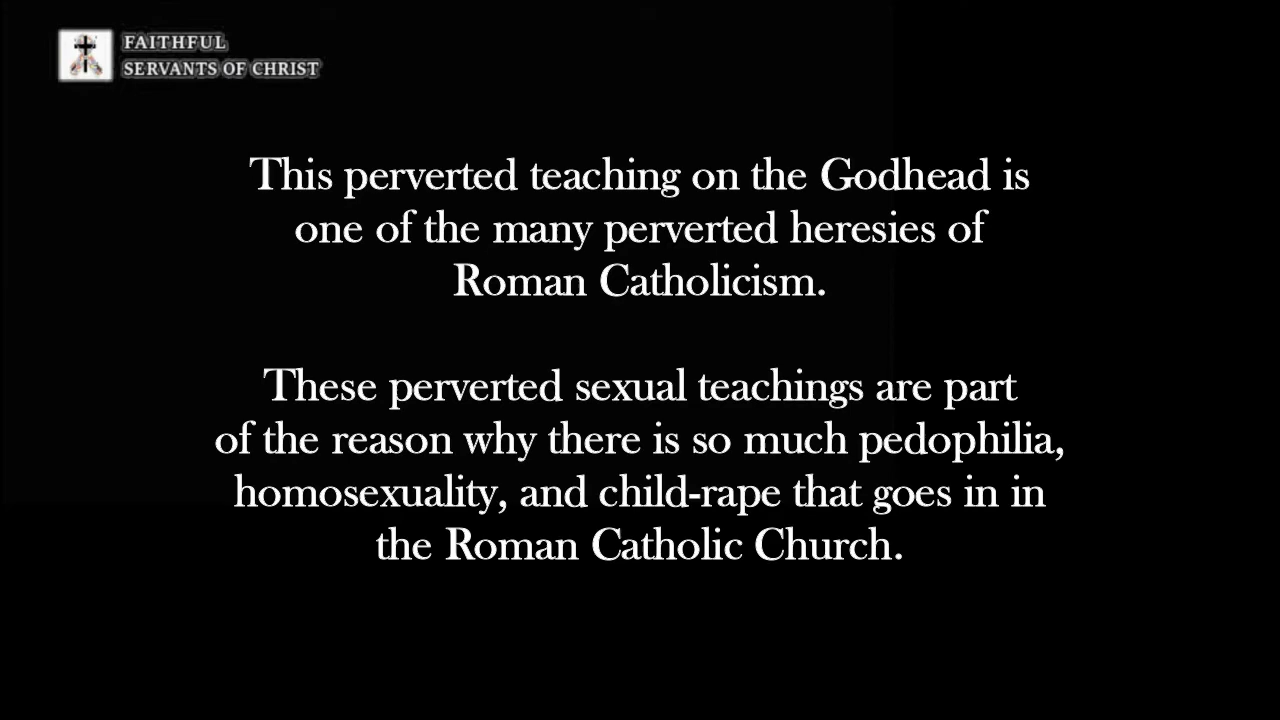 FAITHFUL
SERVANTS OF CHRIST
This perverted teaching on the Godhead is
one of the many perverted heresies of
Roman Catholicism.
These perverted sexual teachings are part
of the reason why there is so much pedophilia,
homosexuality, and child-rape that goes in in
the Roman Catholic Church.